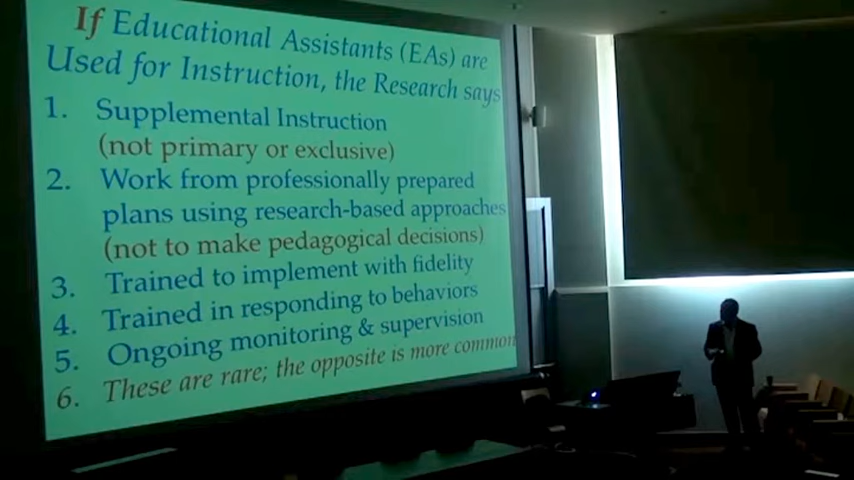 If Educational Assistants (EAs) are
Used for Instruction, the Research says
1. Supplemental Instruction
(not primary or exclusive)
2. Work from professionally prepared
plans using research-based approaches
(not to make pedagogical decisions)
3. Trained to implement with fidelity
4. Trained in responding to behaviors
5. Ongoing monitoring & supervision
6. These are rare; the opposite is more common